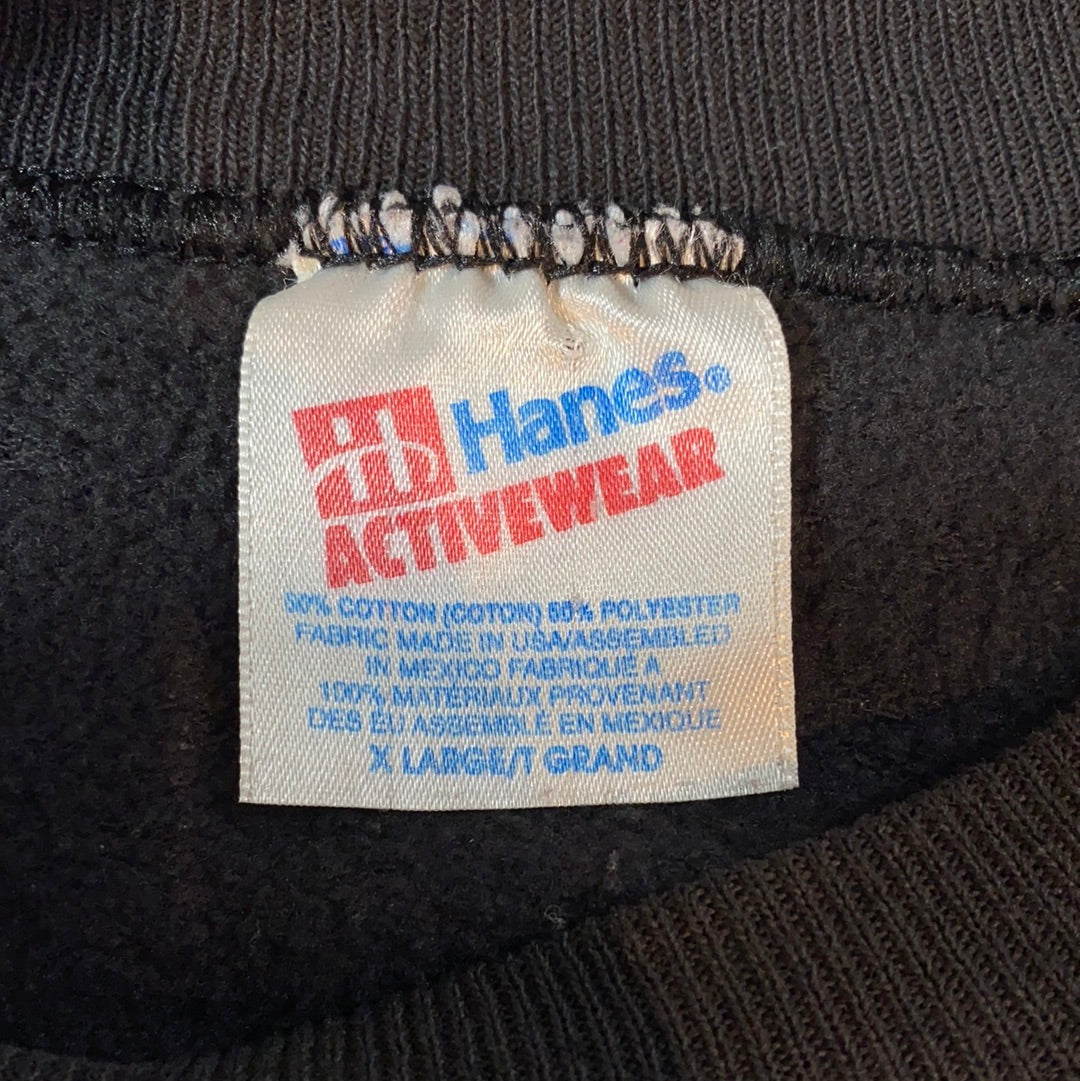 Hanes®
ACTIVEWEAR
50% COTTON (COTON) 50% POLYESTER
FABRIC MADE IN USA/ASSEMBLED
IN MEXICO FABRIQUÉ A
100% MATERIAUX PROVENANT
DES EU/ASSEMBLÉ EN MEXIQUE
X LARGE/T GRAND